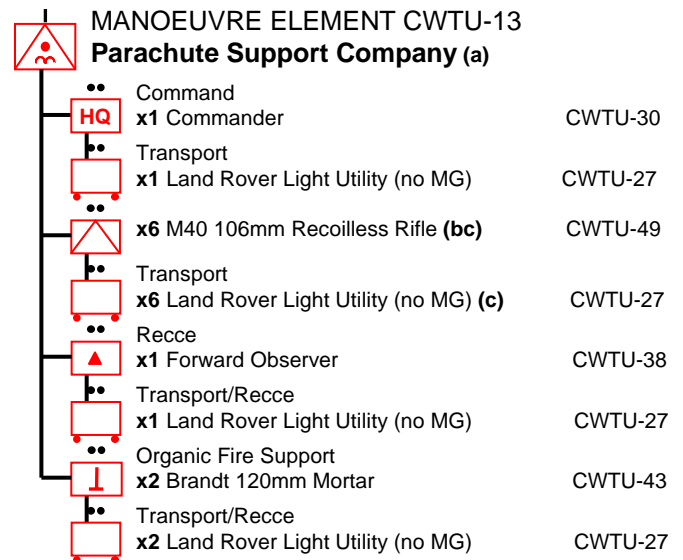 MANOEUVRE ELEMENT CWTU-13
Parachute Support Company (a)
Command
HQ x1 Commander CWTU-30
Transport
x1 Land Rover Light Utility (no MG) CWTU-27
x6 M40 106mm Recoilless Rifle (bc) CWTU-49
Transport
x6 Land Rover Light Utility (no MG) (c) CWTU-27
Recce
x1 Forward Observer CWTU-38
Transport/Recce
x1 Land Rover Light Utility (no MG) CWTU-27
Organic Fire Support
x2 Brandt 120mm Mortar CWTU-43
Transport/Recce
x2 Land Rover Light Utility (no MG) CWTU-27